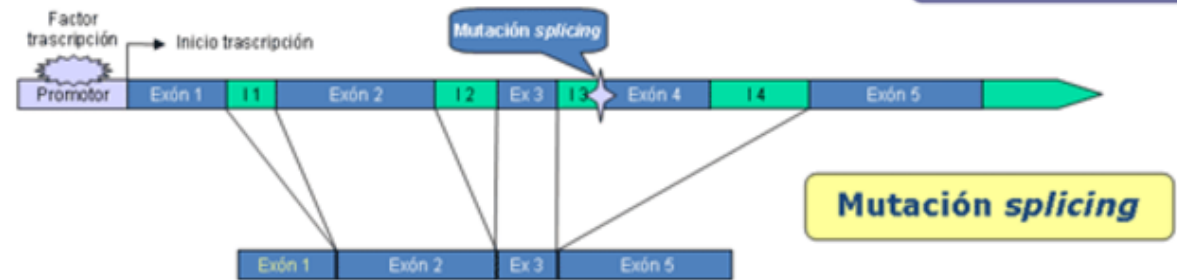 Factor
trascripción
Inicio trascripción
Mutación splicing
Promotor Exón 1 I 1 Exón 2 I 2 Ex 3 I 3 Exón 4 I 4 Exón 5
Mutación splicing
Exón 1 Exón 2 Ex 3 Exón 5